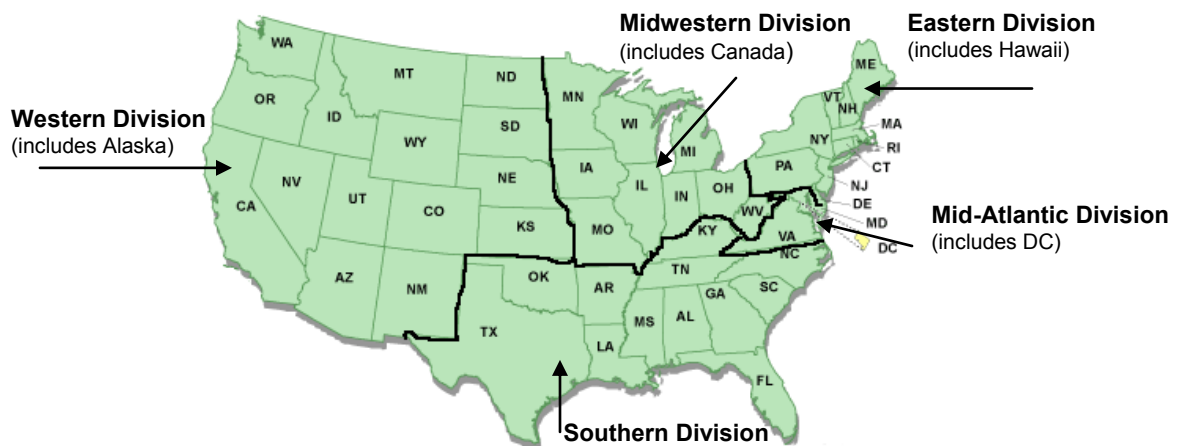 Midwestern Division
(includes Canada)
Eastern Division
(includes Hawaii)
Western Division
(includes Alaska)
Mid-Atlantic Division
(includes DC)
Southern Division
WA
MT
ND
MN
ME
VT
NH
OR
ID
SD
WI
MI
NY
MA
RI
CT
WY
NE
IA
PA
NJ
NV
UT
CO
IL
IN
OH
DE
MD
CA
KS
MO
WV
KY
VA
DC
AZ
NM
OK
AR
TN
NC
SC
TX
LA
MS
AL
GA
FL